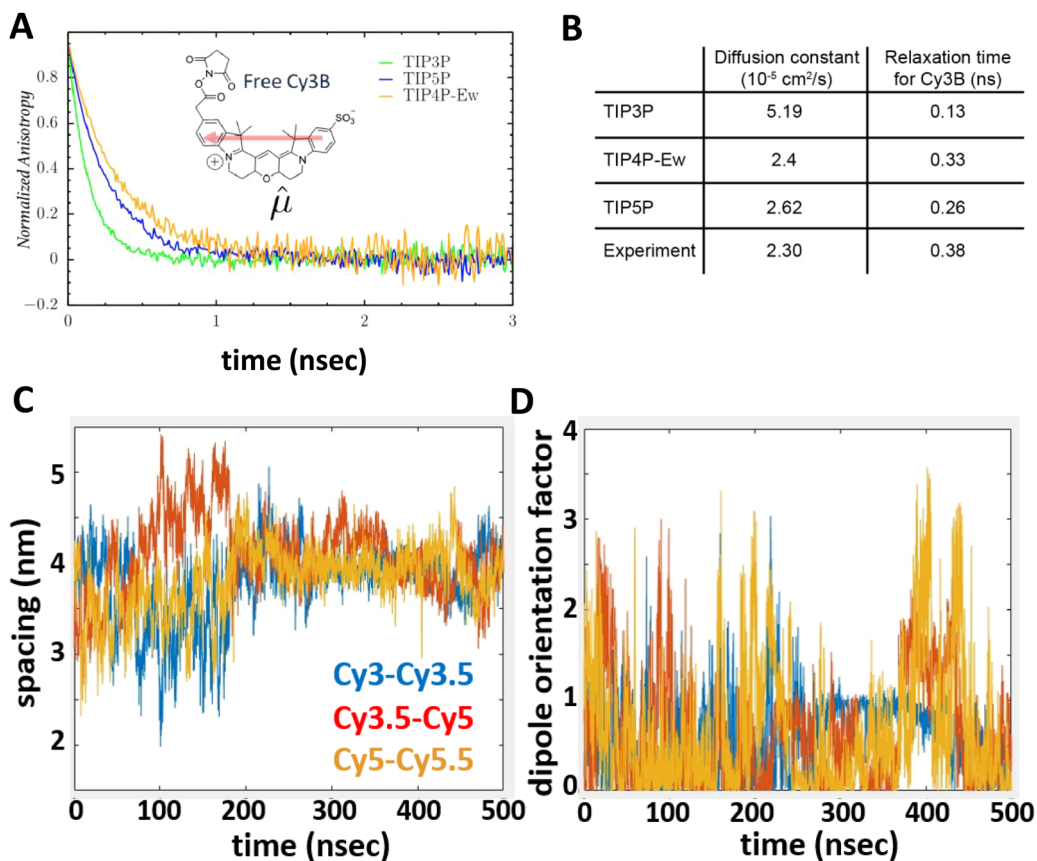 A
Normalized Anisotropy
0.8
0.6
0.4
0.2
0
−0.2
0
1
2
3
time (nsec)
Free Cy3B
TIP3P
TIP5P
TIP4P-Ew
O
N
O
O
O
SO₃⁻
N
⊕
O
N
μ̂
B
Diffusion constant Relaxation time
(10⁻⁵ cm²/s) for Cy3B (ns)
TIP3P 5.19 0.13
TIP4P-Ew 2.4 0.33
TIP5P 2.62 0.26
Experiment 2.30 0.38
C
spacing (nm)
5
4
3
2
Cy3-Cy3.5
Cy3.5-Cy5
Cy5-Cy5.5
0 100 200 300 400 500
time (nsec)
D
dipole orientation factor
4
3
2
1
0
0 100 200 300 400 500
time (nsec)